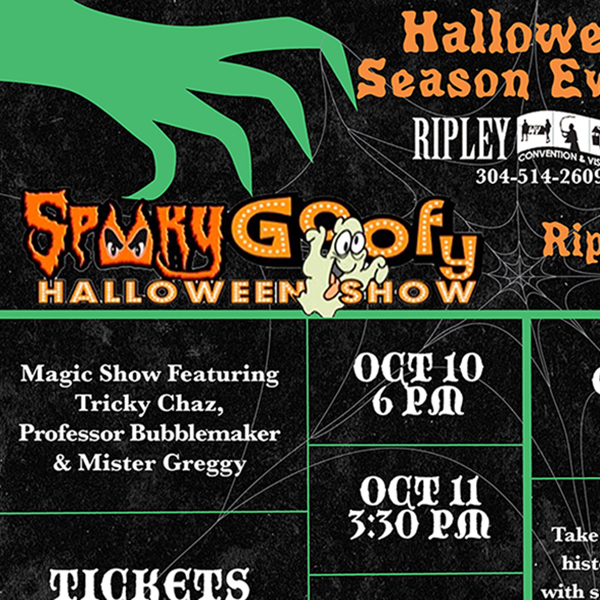 Hallowe
Season Ev
RIPLEY
CONVENTION & VIS
304-514-2609
Spooky Goofy
HALLOWEEN SHOW
Rip
Magic Show Featuring
Tricky Chaz,
Professor Bubblemaker
& Mister Greggy
OCT 10
6 PM
OCT 11
3:30 PM
TICKETS
Take
histo
with s